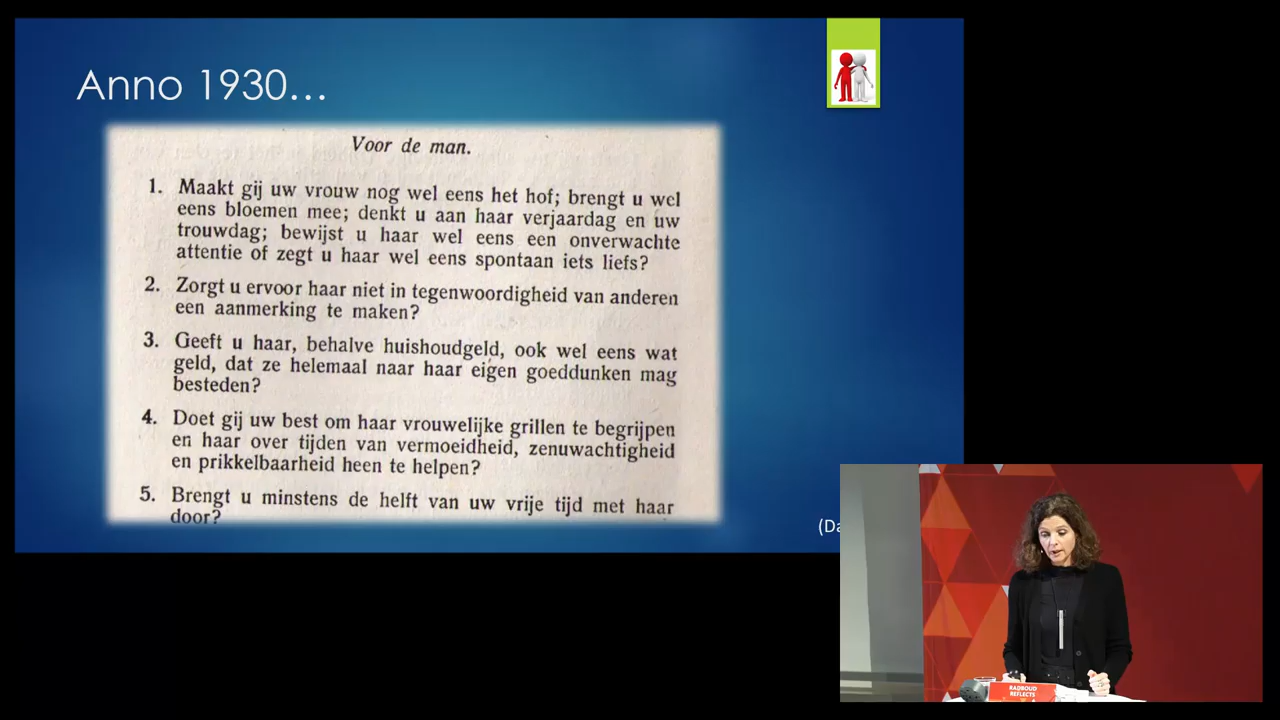 Anno 1930…
Voor de man.
1. Maakt gij uw vrouw nog wel eens het hof; brengt u wel
eens bloemen mee; denkt u aan haar verjaardag en uw
trouwdag; bewijst u haar wel eens een onverwachte
attentie of zegt u haar wel eens spontaan iets liefs?
2. Zorgt u ervoor haar niet in tegenwoordigheid van anderen
een aanmerking te maken?
3. Geeft u haar, behalve huishoudgeld, ook wel eens wat
geld, dat ze helemaal naar haar eigen goeddunken mag
besteden?
4. Doet gij uw best om haar vrouwelijke grillen te begrijpen
en haar over tijden van vermoeidheid, zenuwachtigheid
en prikkelbaarheid heen te helpen?
5. Brengt u minstens de helft van uw vrije tijd met haar
door?
RADBOUD
REFLECTS